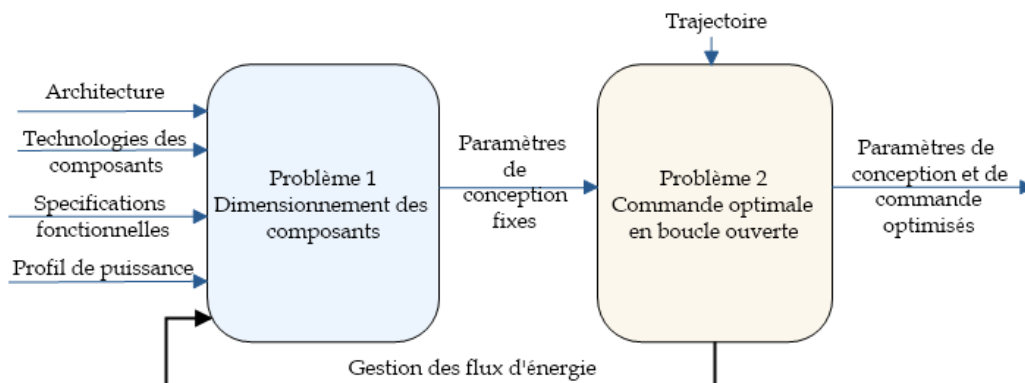 Trajectoire
Architecture
Technologies des
composants
Specifications
fonctionnelles
Profil de puissance
Problème 1
Dimensionnement des
composants
Paramètres
de
conception
fixes
Problème 2
Commande optimale
en boucle ouverte
Paramètres de
conception et de
commande
optimisés
Gestion des flux d'énergie